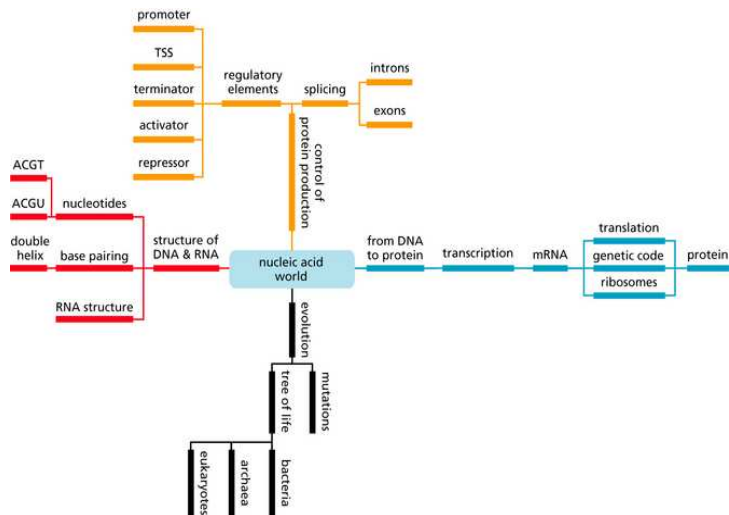 promoter
TSS
terminator
activator
repressor
regulatory
elements
splicing
introns
exons
control of
protein production
ACGT
ACGU
nucleotides
double
helix
base pairing
RNA structure
structure of
DNA & RNA
nucleic acid
world
from DNA
to protein
transcription
mRNA
translation
genetic code
ribosomes
protein
evolution
tree of life
mutations
eukaryotes
archaea
bacteria